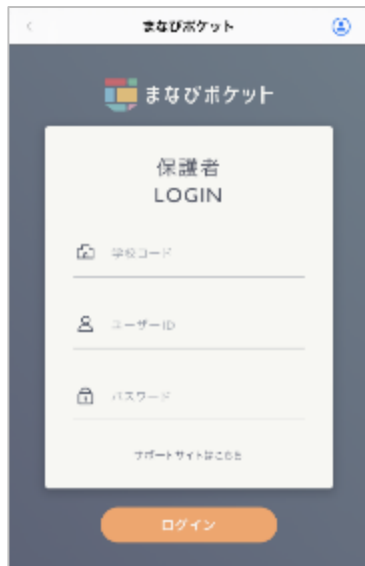 まなびポケット
まなびポケット
保護者
LOGIN
学校コード
ユーザーID
パスワード
サポートサイトはこちら
ログイン